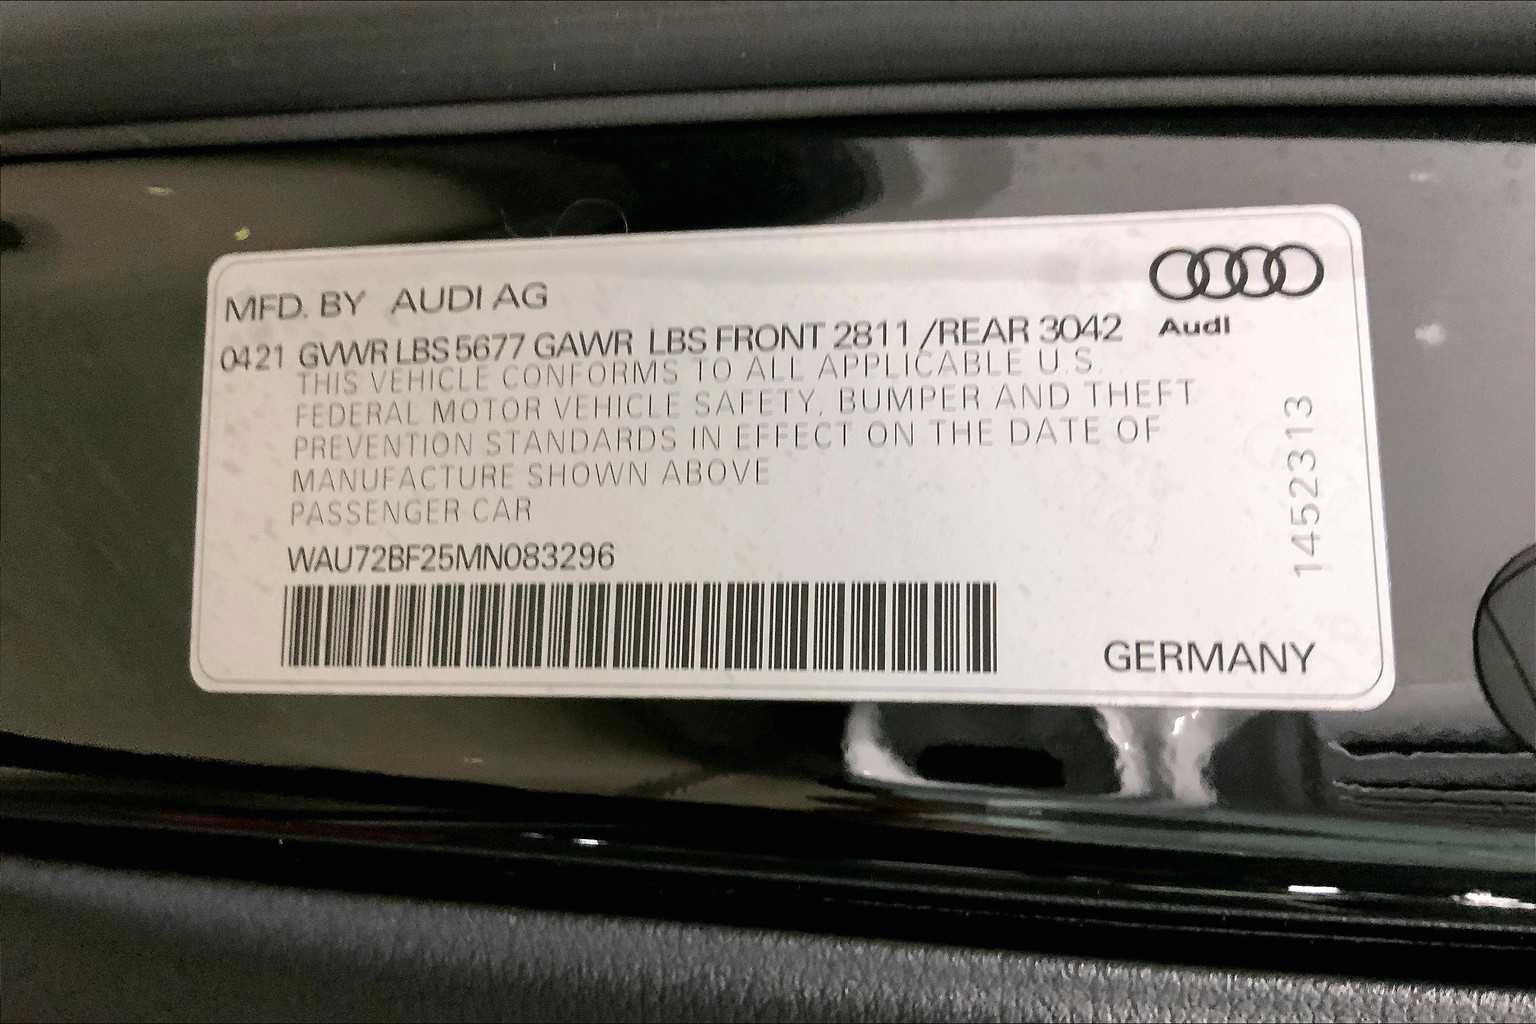 MFD. BY AUDI AG
Audi
0421 GVWR LBS 5677 GAWR LBS FRONT 2811 /REAR 3042
THIS VEHICLE CONFORMS TO ALL APPLICABLE U.S.
FEDERAL MOTOR VEHICLE SAFETY, BUMPER AND THEFT
PREVENTION STANDARDS IN EFFECT ON THE DATE OF
MANUFACTURE SHOWN ABOVE
PASSENGER CAR
WAU72BF25MN083296
1452313
GERMANY